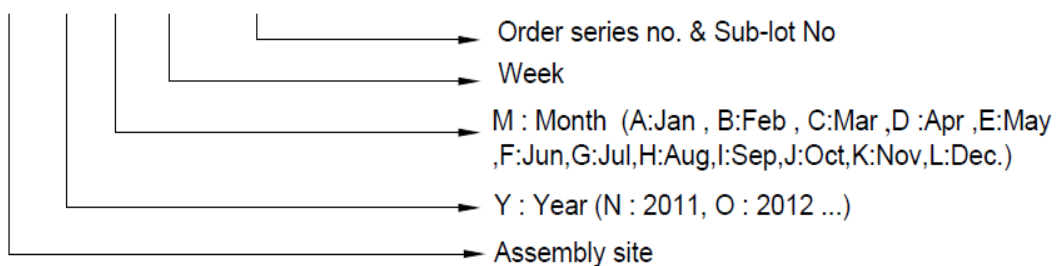 Order series no. & Sub-lot No
Week
M : Month (A:Jan , B:Feb , C:Mar ,D :Apr ,E:May
,F:Jun,G:Jul,H:Aug,I:Sep,J:Oct,K:Nov,L:Dec.)
Y : Year (N : 2011, O : 2012 ...)
Assembly site